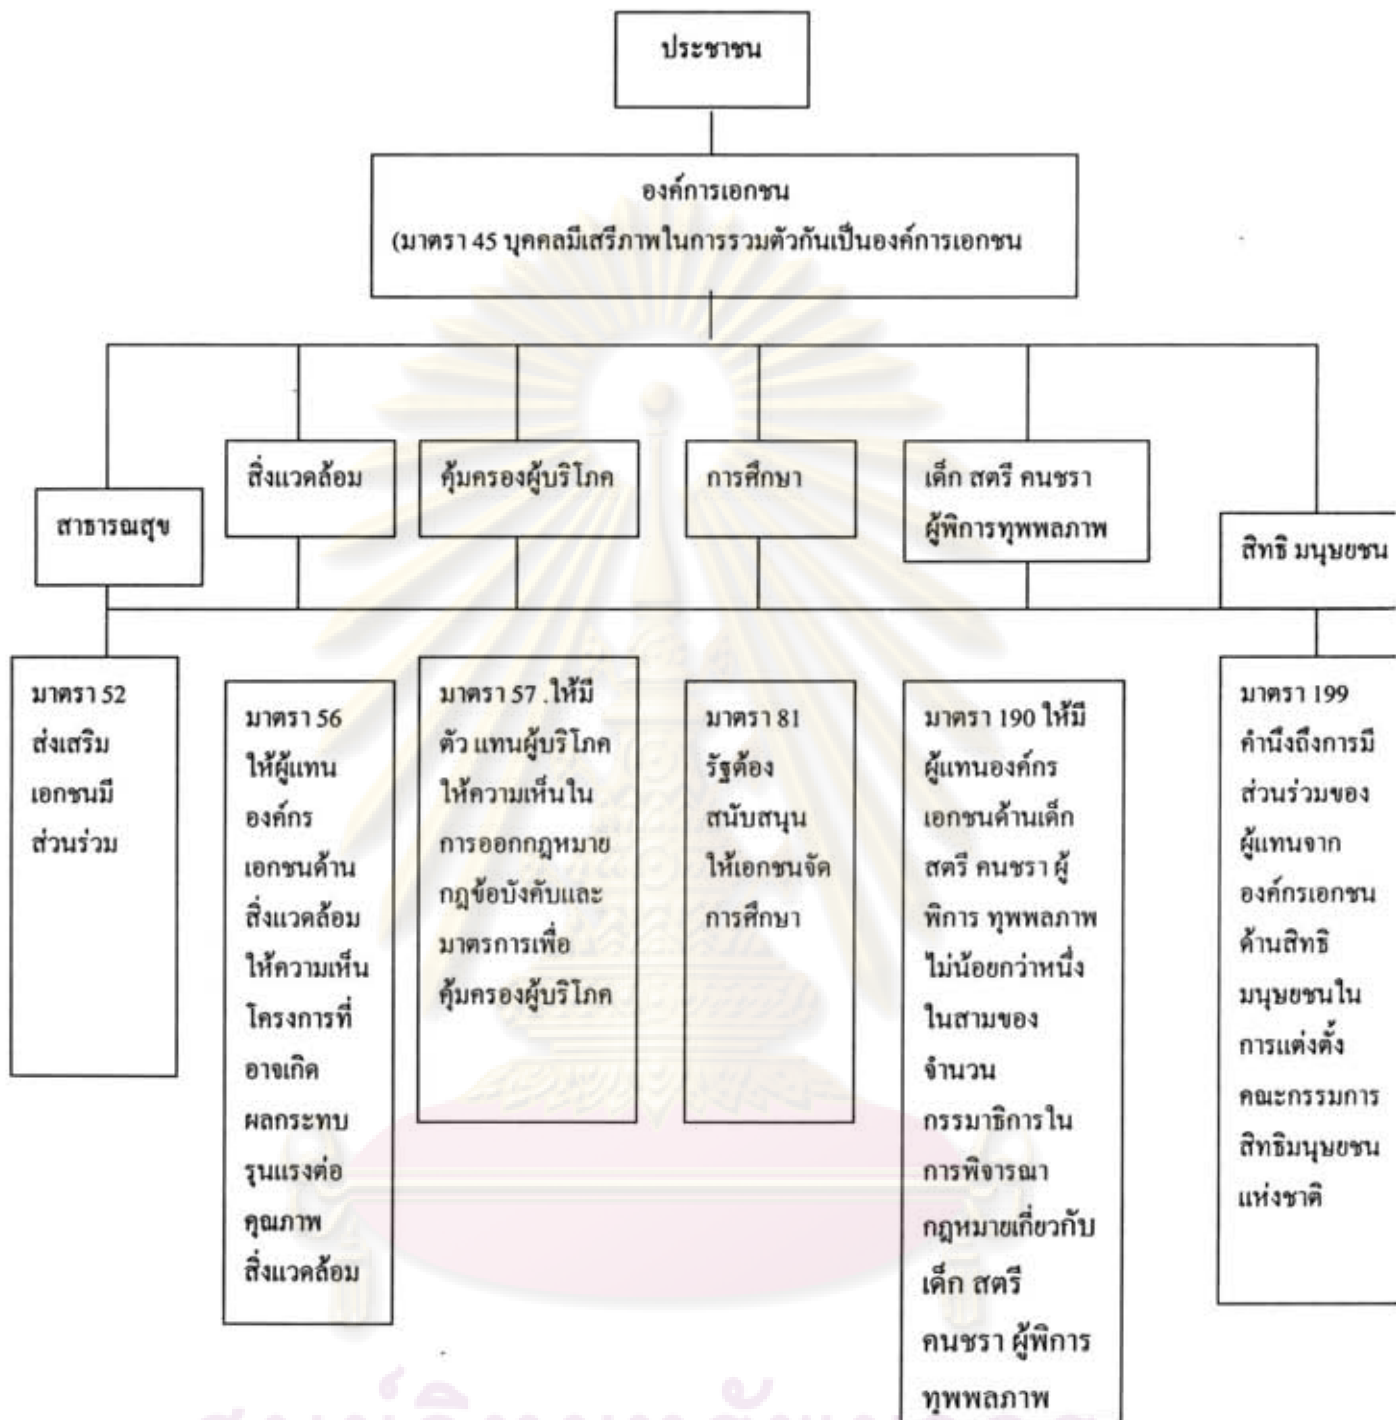 ประชาชน
องค์การเอกชน
(มาตรา 45 บุคคลมีเสรีภาพในการรวมตัวกันเป็นองค์การเอกชน
สาธารณสุข
สิ่งแวดล้อม
คุ้มครองผู้บริโภค
การศึกษา
เด็ก สตรี คนชรา
ผู้พิการทุพพลภาพ
สิทธิ มนุษยชน
มาตรา 52
ส่งเสริม
เอกชนมี
ส่วนร่วม
มาตรา 56
ให้ผู้แทน
องค์กร
เอกชนด้าน
สิ่งแวดล้อม
ให้ความเห็น
โครงการที่
อาจเกิด
ผลกระทบ
รุนแรงต่อ
คุณภาพ
สิ่งแวดล้อม
มาตรา 57 .ให้มี
ตัว แทนผู้บริโภค
ให้ความเห็นใน
การออกกฎหมาย
กฎข้อบังคับและ
มาตรการเพื่อ
คุ้มครองผู้บริโภค
มาตรา 81
รัฐต้อง
สนับสนุน
ให้เอกชนจัด
การศึกษา
มาตรา 190 ให้มี
ผู้แทนองค์กร
เอกชนด้านเด็ก
สตรี คนชรา ผู้
พิการ ทุพพลภาพ
ไม่น้อยกว่าหนึ่ง
ในสามของ
จำนวน
กรรมาธิการใน
การพิจารณา
กฎหมายเกี่ยวกับ
เด็ก สตรี
คนชรา ผู้พิการ
ทุพพลภาพ
มาตรา 199
คำนึงถึงการมี
ส่วนร่วมของ
ผู้แทนจาก
องค์กรเอกชน
ด้านสิทธิ
มนุษยชนใน
การแต่งตั้ง
คณะกรรมการ
สิทธิมนุษยชน
แห่งชาติ